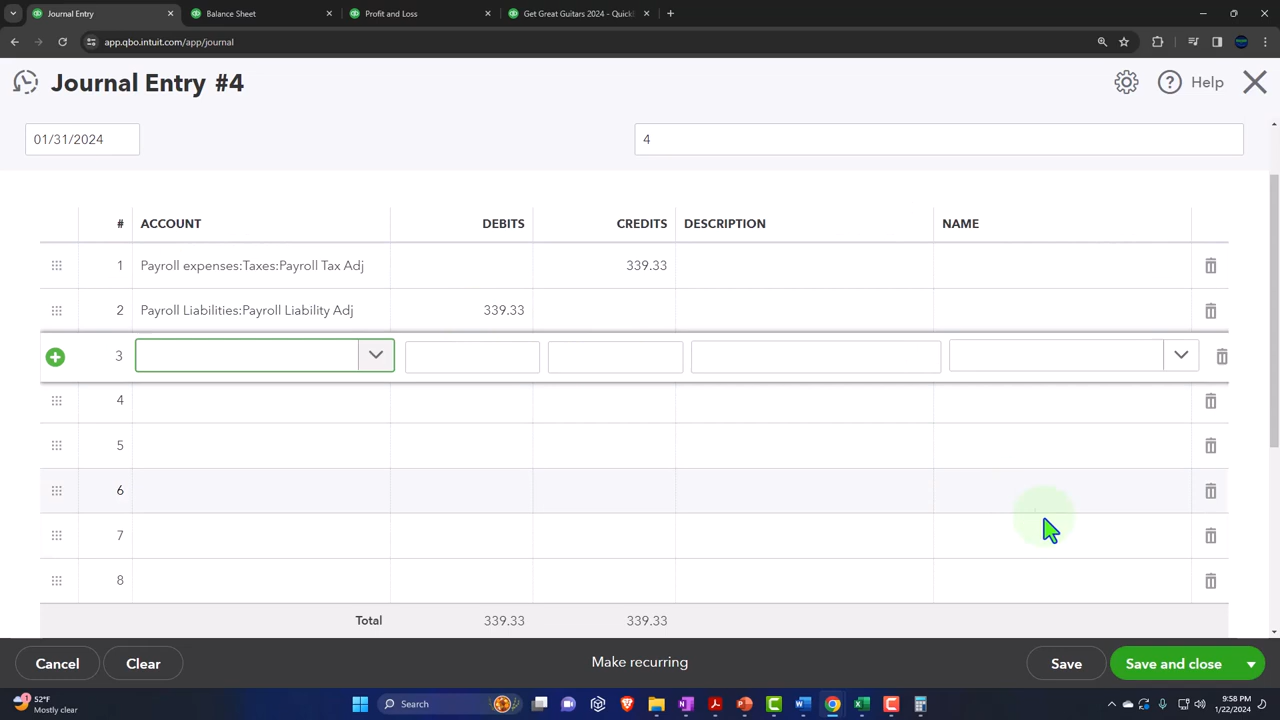 Journal Entry
Balance Sheet
Profit and Loss
Get Great Guitars 2024 - Quick
app.qbo.intuit.com/app/journal
Journal Entry #4
Help
01/31/2024
4
# ACCOUNT DEBITS CREDITS DESCRIPTION NAME
1 Payroll expenses:Taxes:Payroll Tax Adj 339.33
2 Payroll Liabilities:Payroll Liability Adj 339.33
3
4
5
6
7
8
Total 339.33 339.33
Cancel Clear Make recurring Save Save and close
52°F
Mostly clear
Search
9:58 PM
1/22/2024